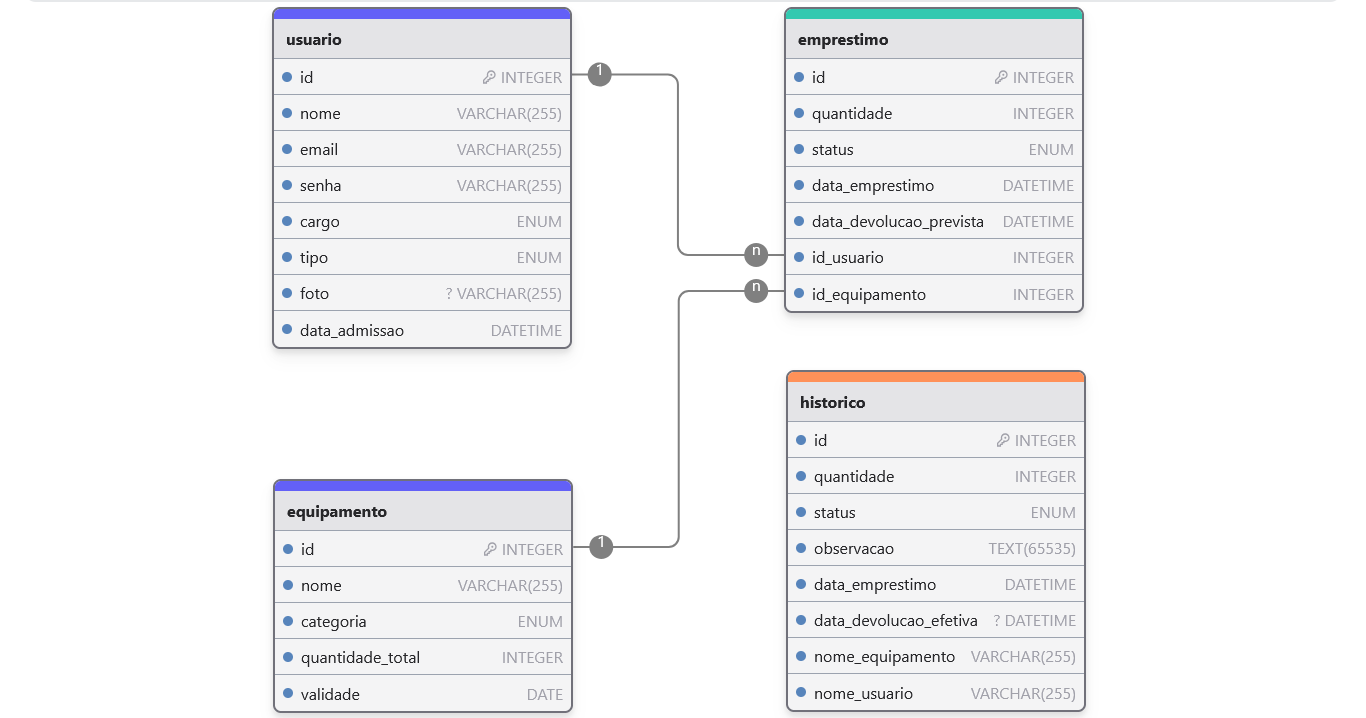 usuario
id INTEGER
nome VARCHAR(255)
email VARCHAR(255)
senha VARCHAR(255)
cargo ENUM
tipo ENUM
foto ? VARCHAR(255)
data_admissao DATETIME
1
n
emprestimo
id INTEGER
quantidade INTEGER
status ENUM
data_emprestimo DATETIME
data_devolucao_prevista DATETIME
id_usuario INTEGER
id_equipamento INTEGER
n
1
equipamento
id INTEGER
nome VARCHAR(255)
categoria ENUM
quantidade_total INTEGER
validade DATE
historico
id INTEGER
quantidade INTEGER
status ENUM
observacao TEXT(65535)
data_emprestimo DATETIME
data_devolucao_efetiva ? DATETIME
nome_equipamento VARCHAR(255)
nome_usuario VARCHAR(255)